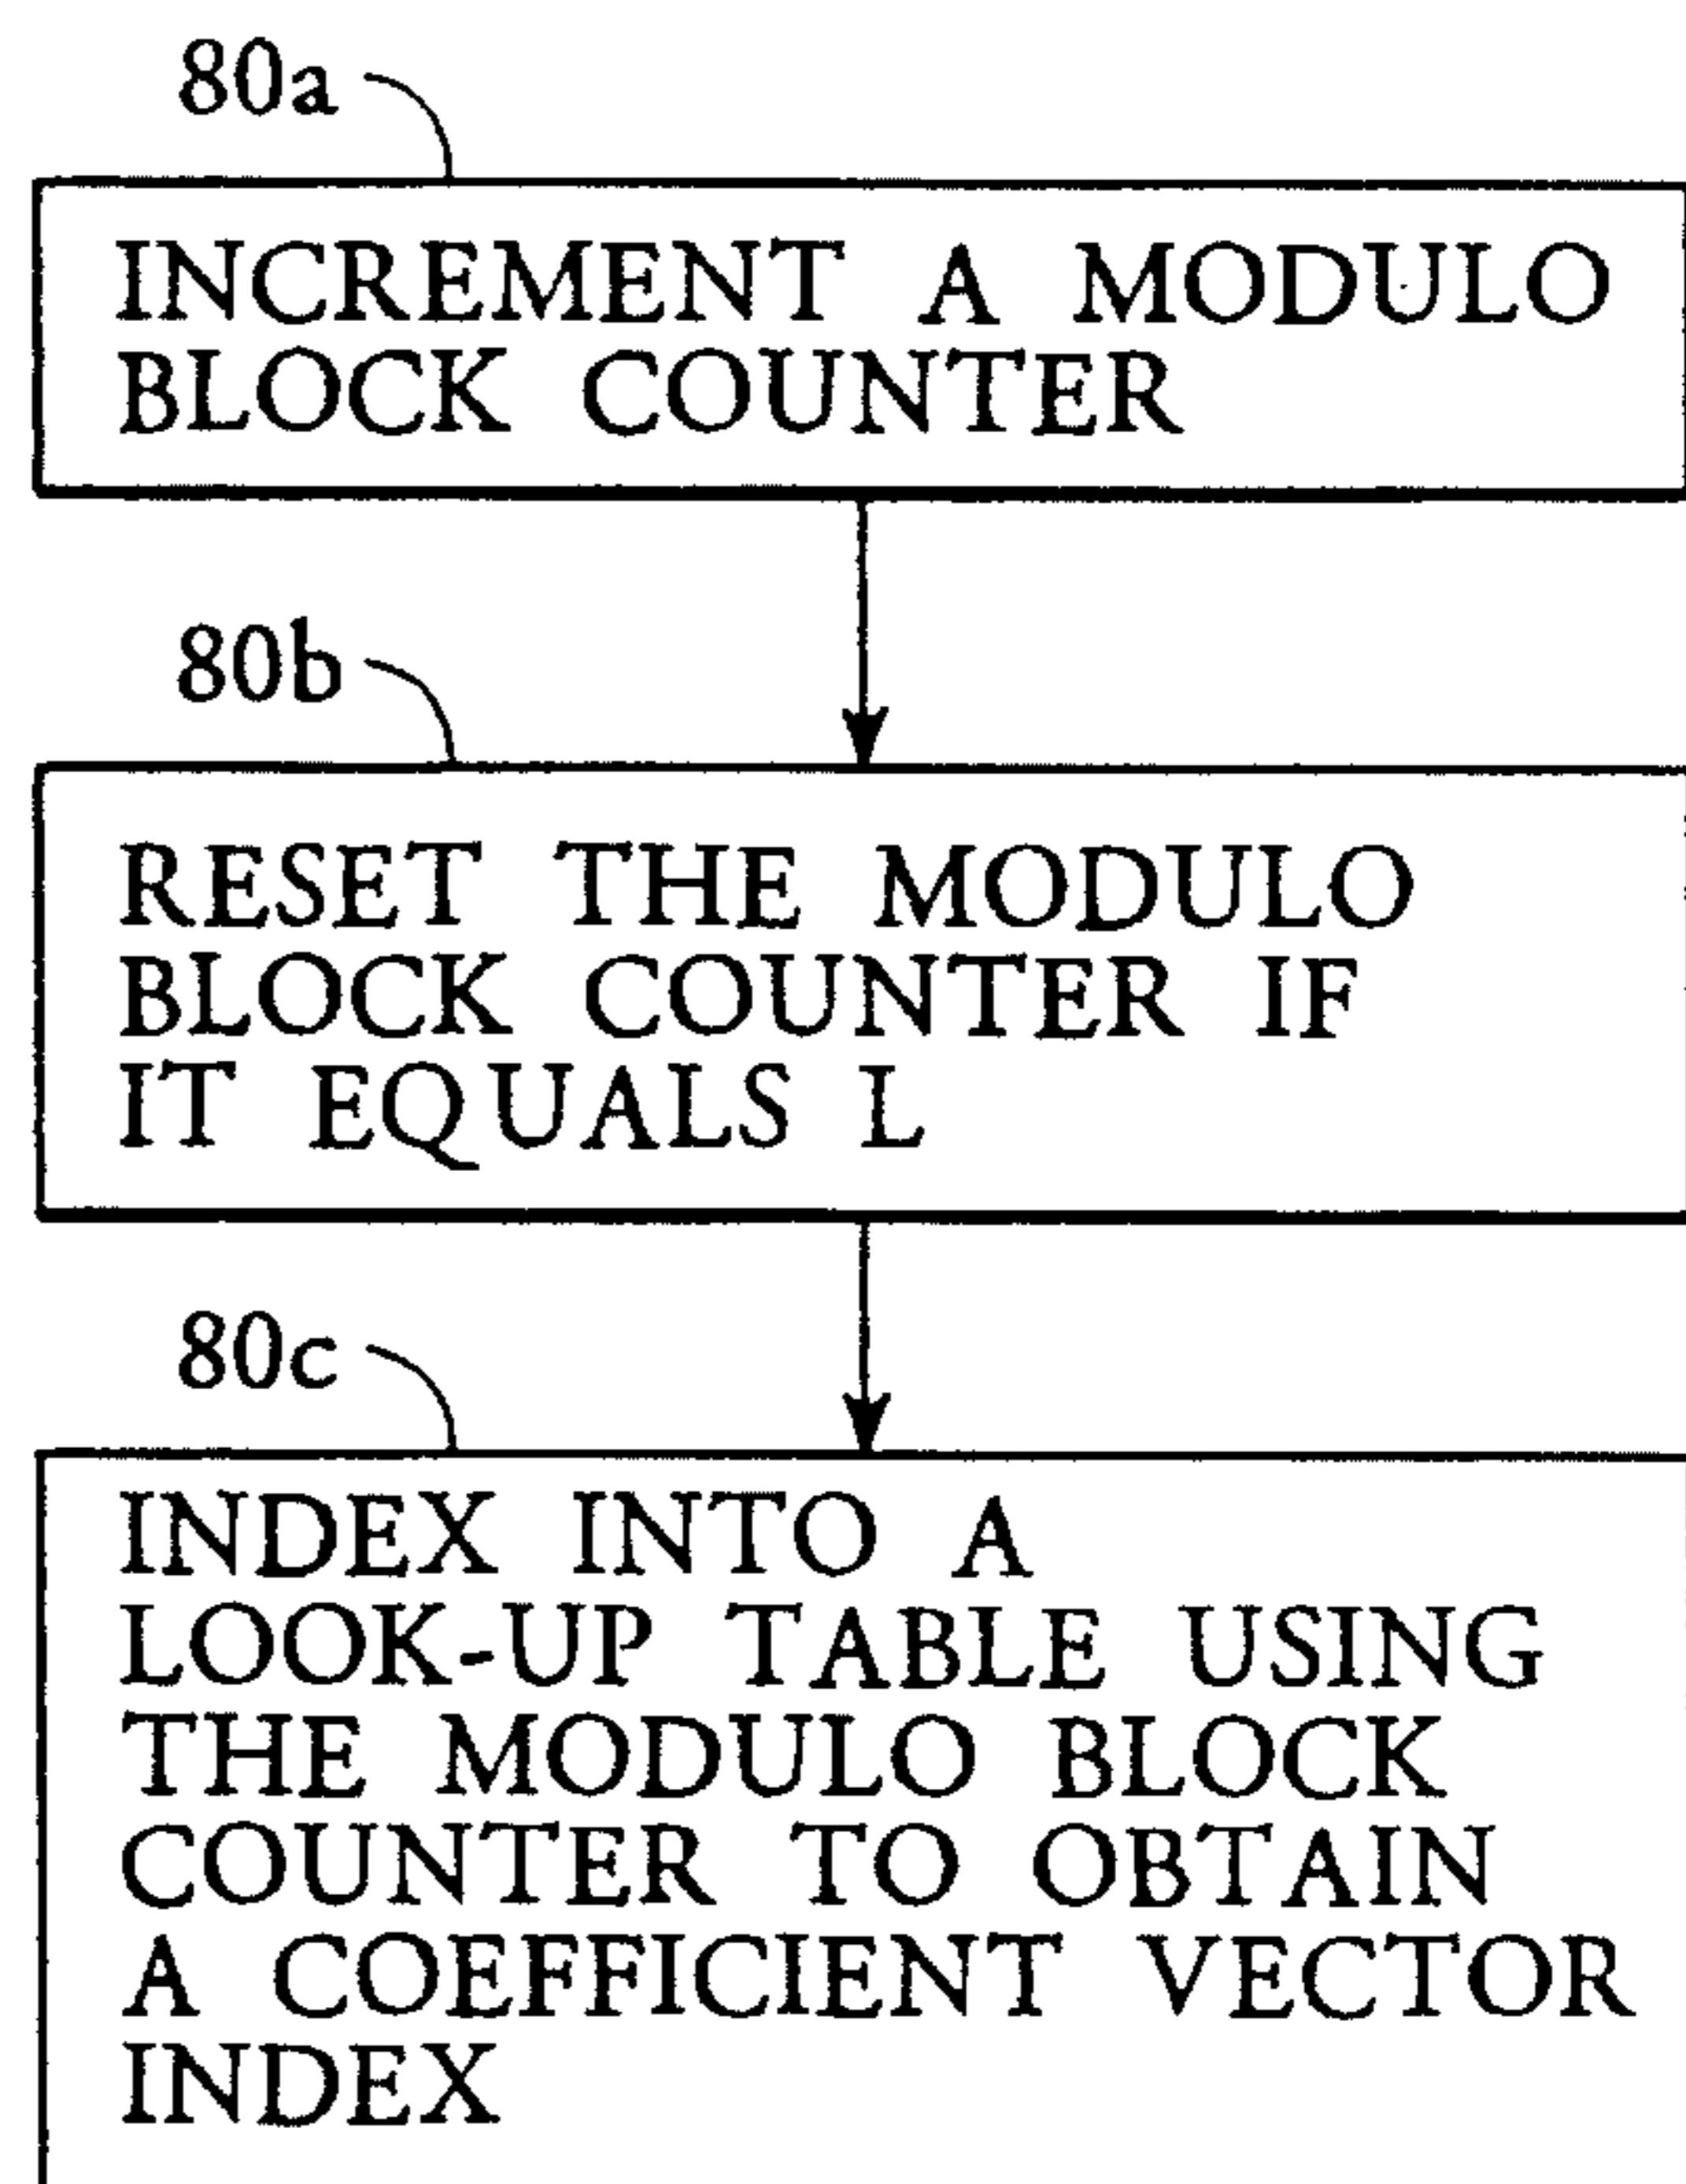 80a
INCREMENT A MODULO
BLOCK COUNTER
80b
RESET THE MODULO
BLOCK COUNTER IF
IT EQUALS L
80c
INDEX INTO A
LOOK-UP TABLE USING
THE MODULO BLOCK
COUNTER TO OBTAIN
A COEFFICIENT VECTOR
INDEX